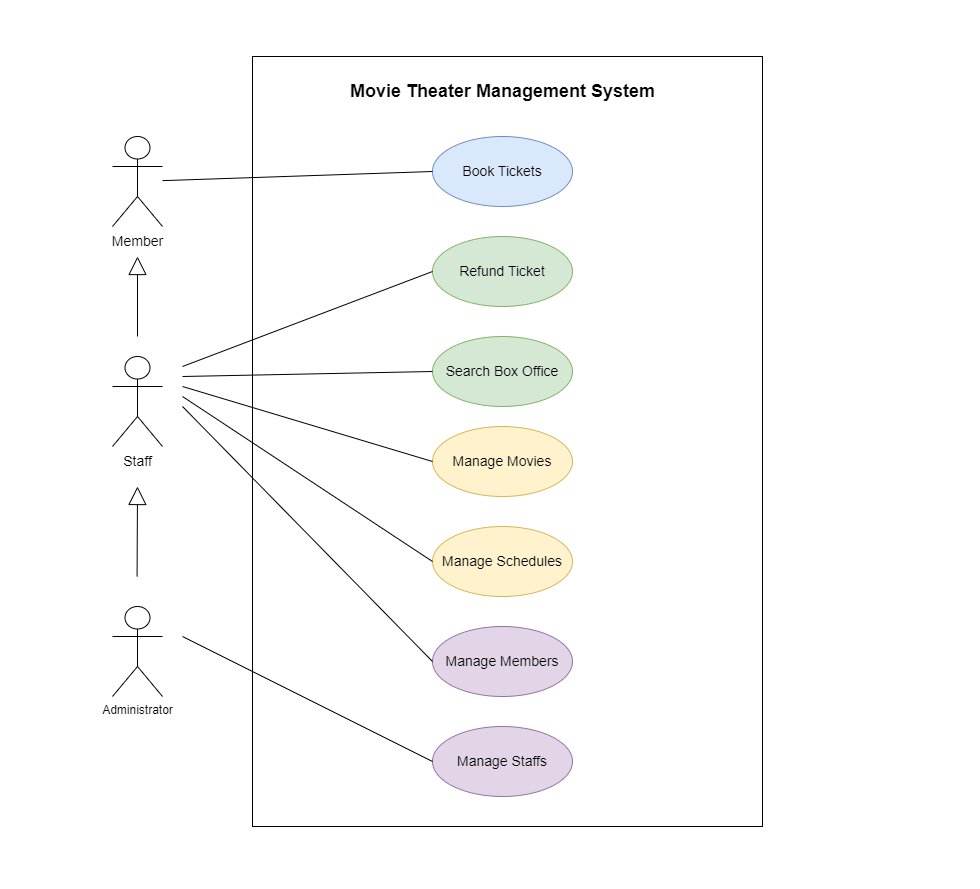 Movie Theater Management System
Book Tickets
Member
Refund Ticket
Search Box Office
Staff
Manage Movies
Manage Schedules
Manage Members
Administrator
Manage Staffs